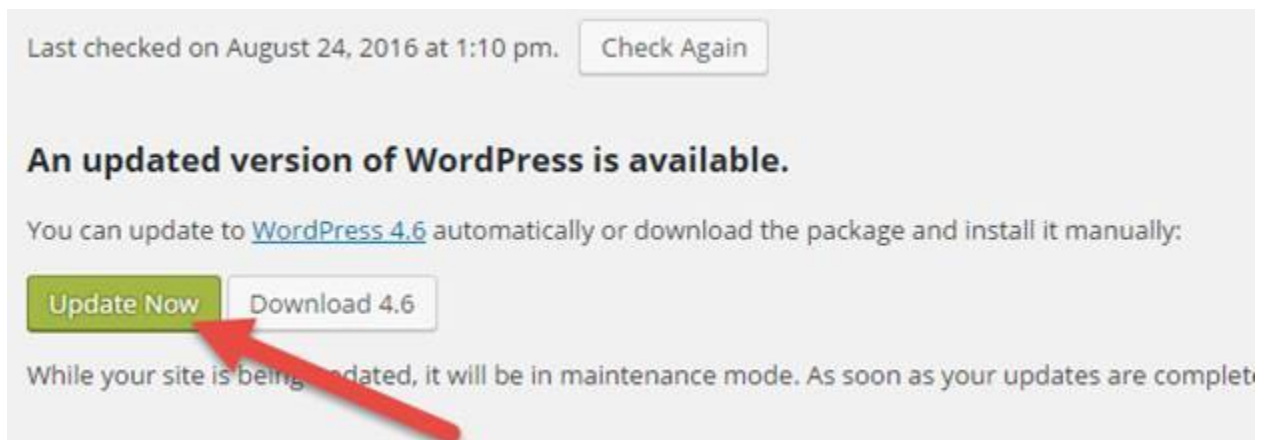 Last checked on August 24, 2016 at 1:10 pm. Check Again
An updated version of WordPress is available.
You can update to WordPress 4.6 automatically or download the package and install it manually:
Update Now Download 4.6
While your site is being updated, it will be in maintenance mode. As soon as your updates are